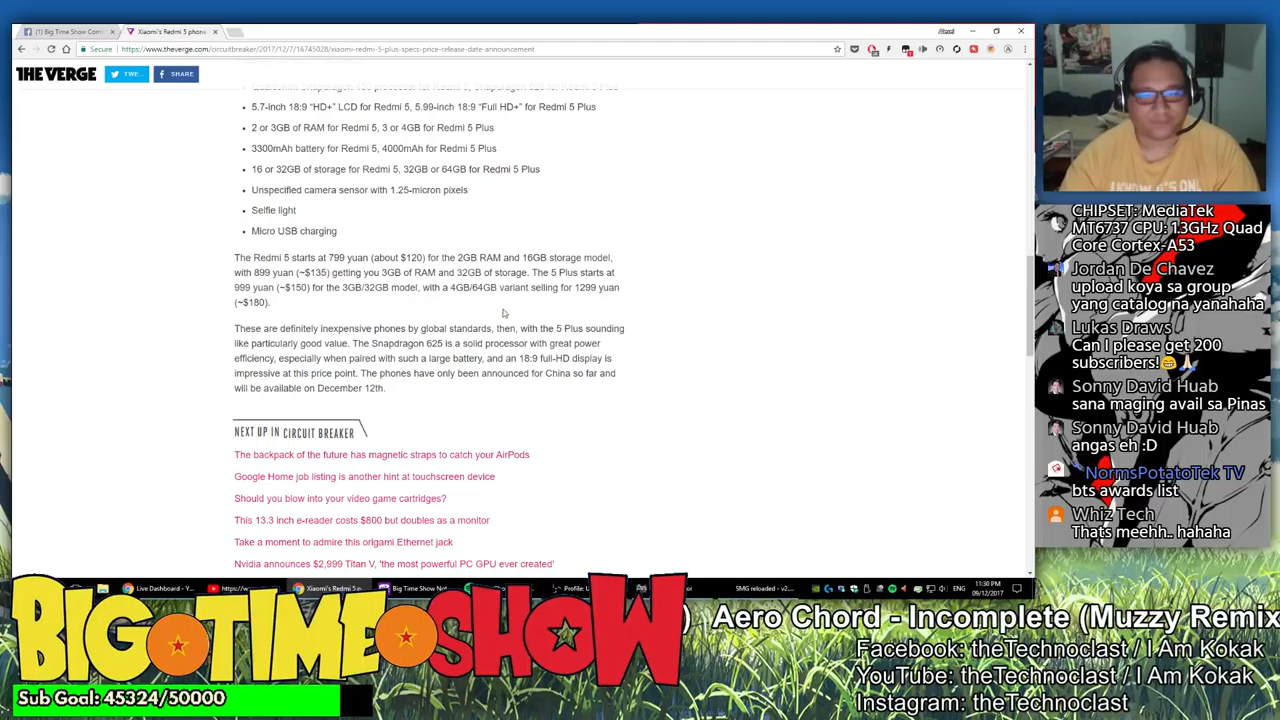 (1) Big Time Show Com
Xiaomi's Redmi 5 phone
Secure
https://www.theverge.com/circuitbreaker/2017/12/7/16745028/xiaomi-redmi-5-plus-specs-price-release-date-announcement
THE VERGE
TWE...
SHARE
5.7-inch 18:9 “HD+” LCD for Redmi 5, 5.99-inch 18:9 “Full HD+” for Redmi 5 Plus
2 or 3GB of RAM for Redmi 5, 3 or 4GB for Redmi 5 Plus
3300mAh battery for Redmi 5, 4000mAh for Redmi 5 Plus
16 or 32GB of storage for Redmi 5, 32GB or 64GB for Redmi 5 Plus
Unspecified camera sensor with 1.25-micron pixels
Selfie light
Micro USB charging
The Redmi 5 starts at 799 yuan (about $120) for the 2GB RAM and 16GB storage model,
with 899 yuan (~$135) getting you 3GB of RAM and 32GB of storage. The 5 Plus starts at
999 yuan (~$150) for the 3GB/32GB model, with a 4GB/64GB variant selling for 1299 yuan
(~$180).
These are definitely inexpensive phones by global standards, then, with the 5 Plus sounding
like particularly good value. The Snapdragon 625 is a solid processor with great power
efficiency, especially when paired with such a large battery, and an 18:9 full-HD display is
impressive at this price point. The phones have only been announced for China so far and
will be available on December 12th.
NEXT UP IN CIRCUIT BREAKER
The backpack of the future has magnetic straps to catch your AirPods
Google Home job listing is another hint at touchscreen device
Should you blow into your video game cartridges?
This 13.3 inch e-reader costs $800 but doubles as a monitor
Take a moment to admire this origami Ethernet jack
Nvidia announces $2,999 Titan V, 'the most powerful PC GPU ever created'
CHIPSET: MediaTek
MT6737 CPU: 1.3GHz Quad
Core Cortex-A53
Jordan De Chavez
upload koya sa group
yang catalog na yanahaha
Lukas Draws
Can I please get 200
subscribers!😁🙏🏻
Sonny David Huab
sana maging avail sa Pinas
Sonny David Huab
angas eh :D
NormsPotatoTek TV
bts awards list
Whiz Tech
Thats meehh.. hahaha
Live Dashboard - Y...
https://www...
Xiaomi's Redmi 5 p...
Big Time Show Not
Profile: U
SMG reloaded - v2...
ENG
11:30 PM
09/12/2017
BIG TIME SHOW
) Aero Chord - Incomplete (Muzzy Remix
Facebook: theTechnoclast / I Am Kokak
YouTube: theTechnoclast / I Am Kokak
Instagram: theTechnoclast
Sub Goal: 45324/50000